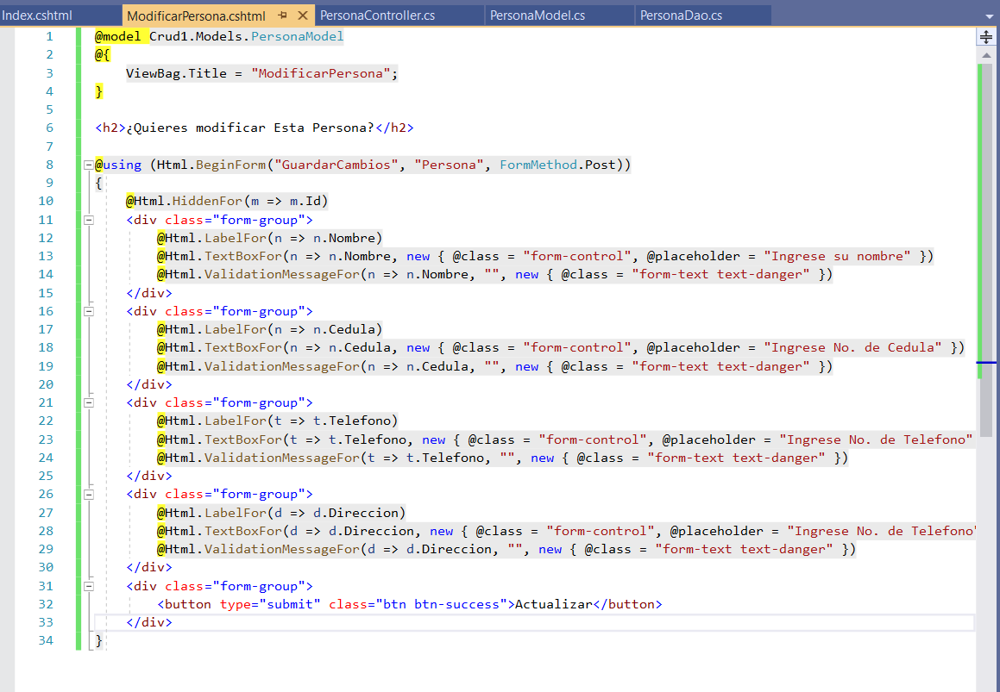 Index.cshtml ModificarPersona.cshtml PersonaController.cs PersonaModel.cs PersonaDao.cs
1 @model Crud1.Models.PersonaModel
2 @{
3 ViewBag.Title = "ModificarPersona";
4 }
5
6 <h2>¿Quieres modificar Esta Persona?</h2>
7
8 @using (Html.BeginForm("GuardarCambios", "Persona", FormMethod.Post))
9 {
10 @Html.HiddenFor(m => m.Id)
11 <div class="form-group">
12 @Html.LabelFor(n => n.Nombre)
13 @Html.TextBoxFor(n => n.Nombre, new { @class = "form-control", @placeholder = "Ingrese su nombre" })
14 @Html.ValidationMessageFor(n => n.Nombre, "", new { @class = "form-text text-danger" })
15 </div>
16 <div class="form-group">
17 @Html.LabelFor(n => n.Cedula)
18 @Html.TextBoxFor(n => n.Cedula, new { @class = "form-control", @placeholder = "Ingrese No. de Cedula" })
19 @Html.ValidationMessageFor(n => n.Cedula, "", new { @class = "form-text text-danger" })
20 </div>
21 <div class="form-group">
22 @Html.LabelFor(t => t.Telefono)
23 @Html.TextBoxFor(t => t.Telefono, new { @class = "form-control", @placeholder = "Ingrese No. de Telefono"
24 @Html.ValidationMessageFor(t => t.Telefono, "", new { @class = "form-text text-danger" })
25 </div>
26 <div class="form-group">
27 @Html.LabelFor(d => d.Direccion)
28 @Html.TextBoxFor(d => d.Direccion, new { @class = "form-control", @placeholder = "Ingrese No. de Telefono"
29 @Html.ValidationMessageFor(d => d.Direccion, "", new { @class = "form-text text-danger" })
30 </div>
31 <div class="form-group">
32 <button type="submit" class="btn btn-success">Actualizar</button>
33 </div>
34 }